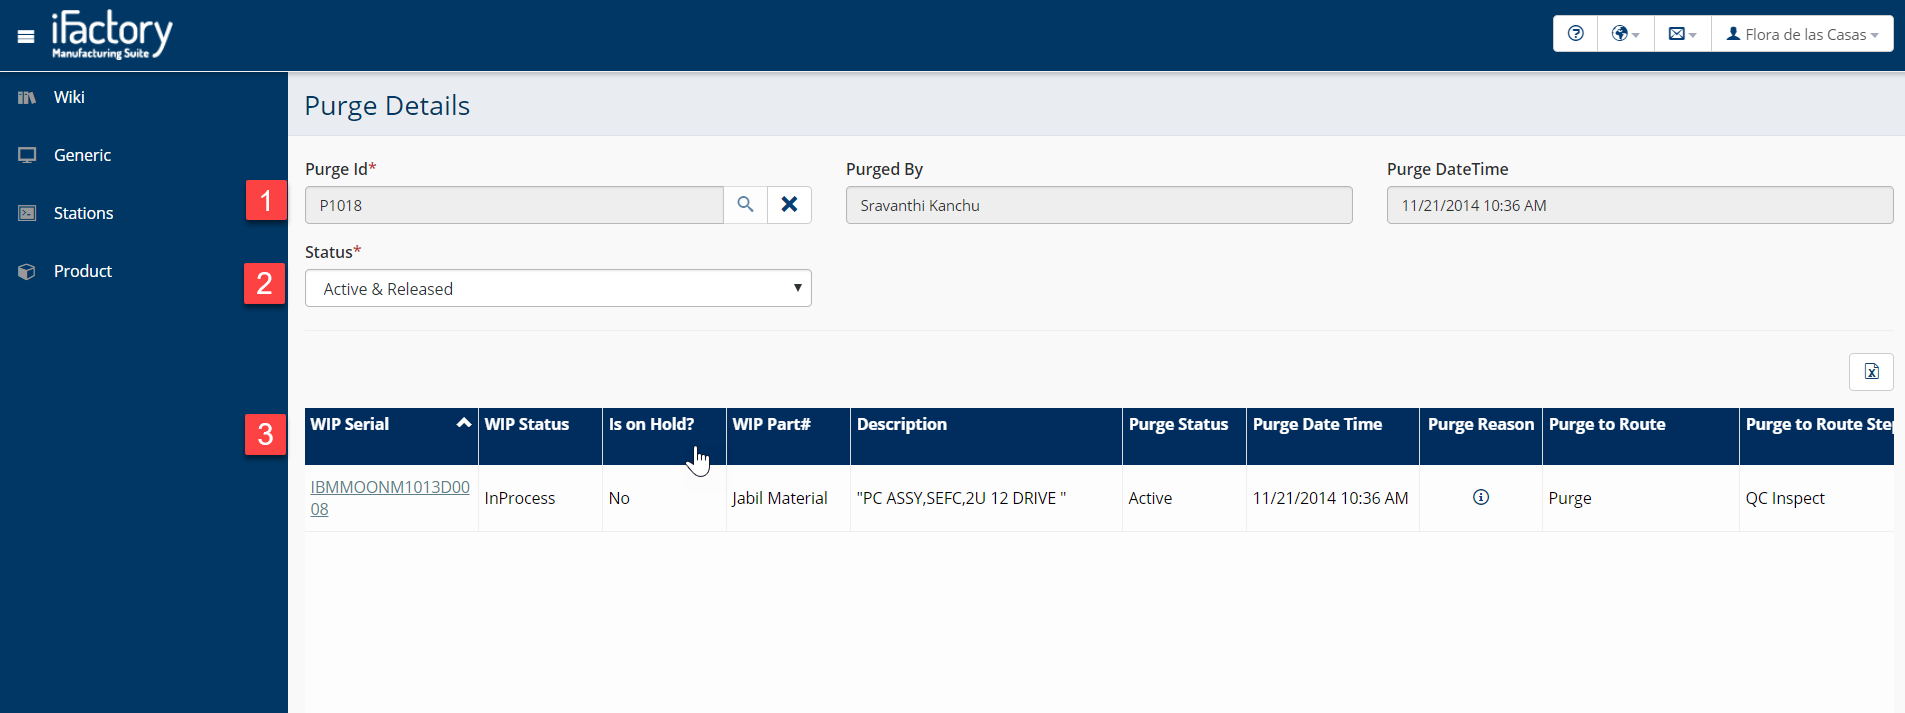 iFactory
Manufacturing Suite
Flora de las Casas
Wiki
Generic
Stations
Product
Purge Details
Purge Id*
Purged By
Purge DateTime
1
P1018
Sravanthi Kanchu
11/21/2014 10:36 AM
Status*
2
Active & Released
3
WIP Serial
WIP Status
Is on Hold?
WIP Part#
Description
Purge Status
Purge Date Time
Purge Reason
Purge to Route
Purge to Route Step
IBMMOONM1013D00
08
InProcess
No
Jabil Material
"PC ASSY,SEFC,2U 12 DRIVE "
Active
11/21/2014 10:36 AM
Purge
QC Inspect